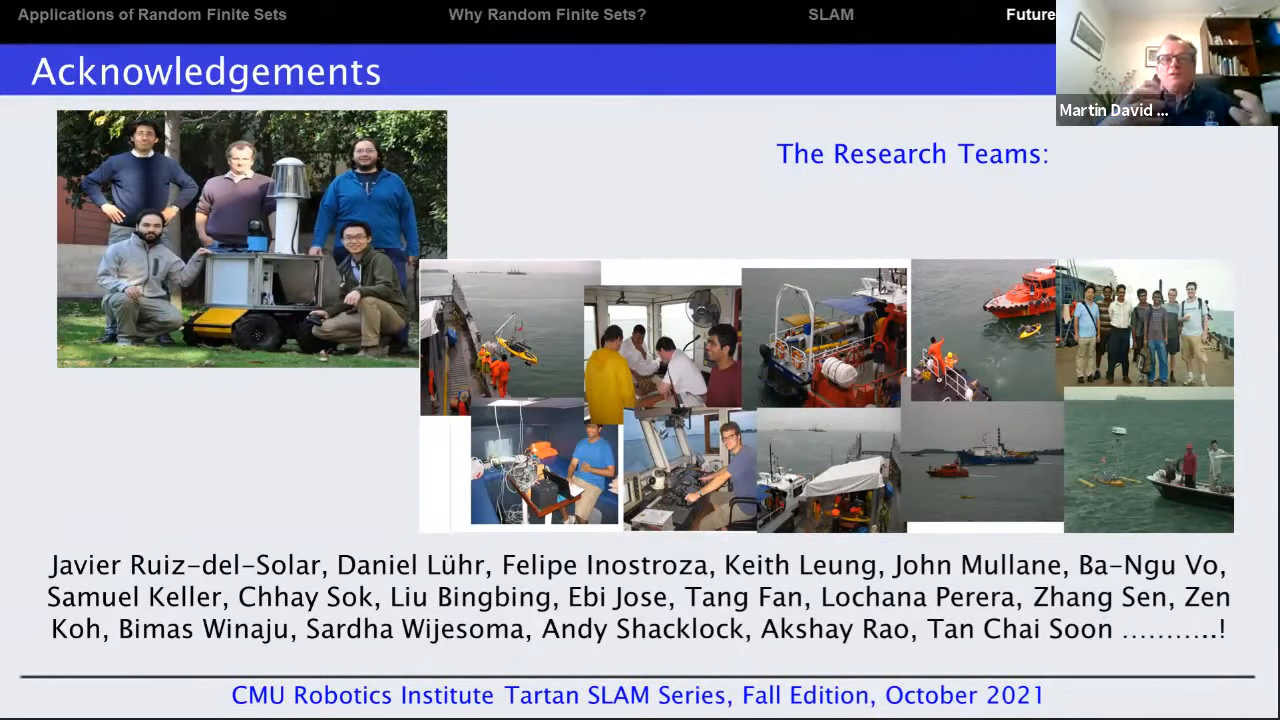 Applications of Random Finite Sets
Why Random Finite Sets?
SLAM
Future
Acknowledgements
Martin David ...
The Research Teams:
Javier Ruiz-del-Solar, Daniel Lühr, Felipe Inostroza, Keith Leung, John Mullane, Ba-Ngu Vo,
Samuel Keller, Chhay Sok, Liu Bingbing, Ebi Jose, Tang Fan, Lochana Perera, Zhang Sen, Zen
Koh, Bimas Winaju, Sardha Wijesoma, Andy Shacklock, Akshay Rao, Tan Chai Soon ………..!
CMU Robotics Institute Tartan SLAM Series, Fall Edition, October 2021